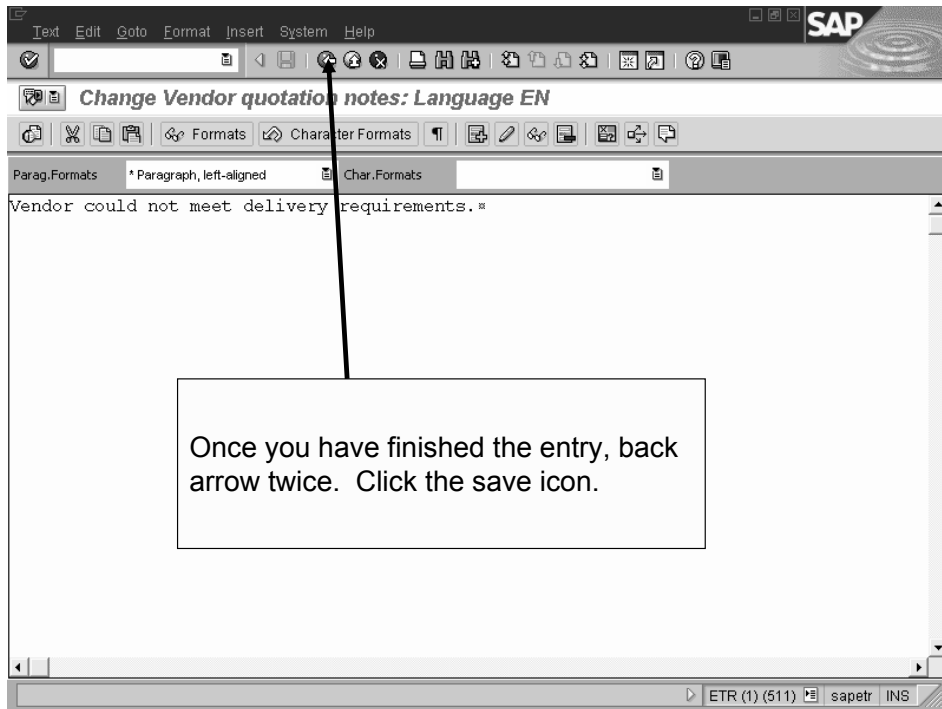 Text Edit Goto Format Insert System Help
SAP
Change Vendor quotation notes: Language EN
Formats Character Formats
Parag.Formats * Paragraph, left-aligned Char.Formats
Vendor could not meet delivery requirements.¤
Once you have finished the entry, back
arrow twice. Click the save icon.
ETR (1) (511) sapetr INS